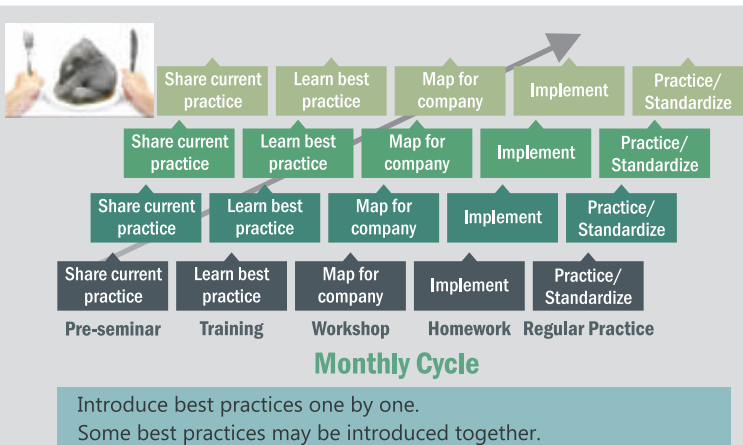 Share current
practice
Learn best
practice
Map for
company
Implement
Practice/
Standardize
Share current
practice
Learn best
practice
Map for
company
Implement
Practice/
Standardize
Share current
practice
Learn best
practice
Map for
company
Implement
Practice/
Standardize
Share current
practice
Learn best
practice
Map for
company
Implement
Practice/
Standardize
Pre-seminar
Training
Workshop
Homework
Regular Practice
Monthly Cycle
Introduce best practices one by one.
Some best practices may be introduced together.